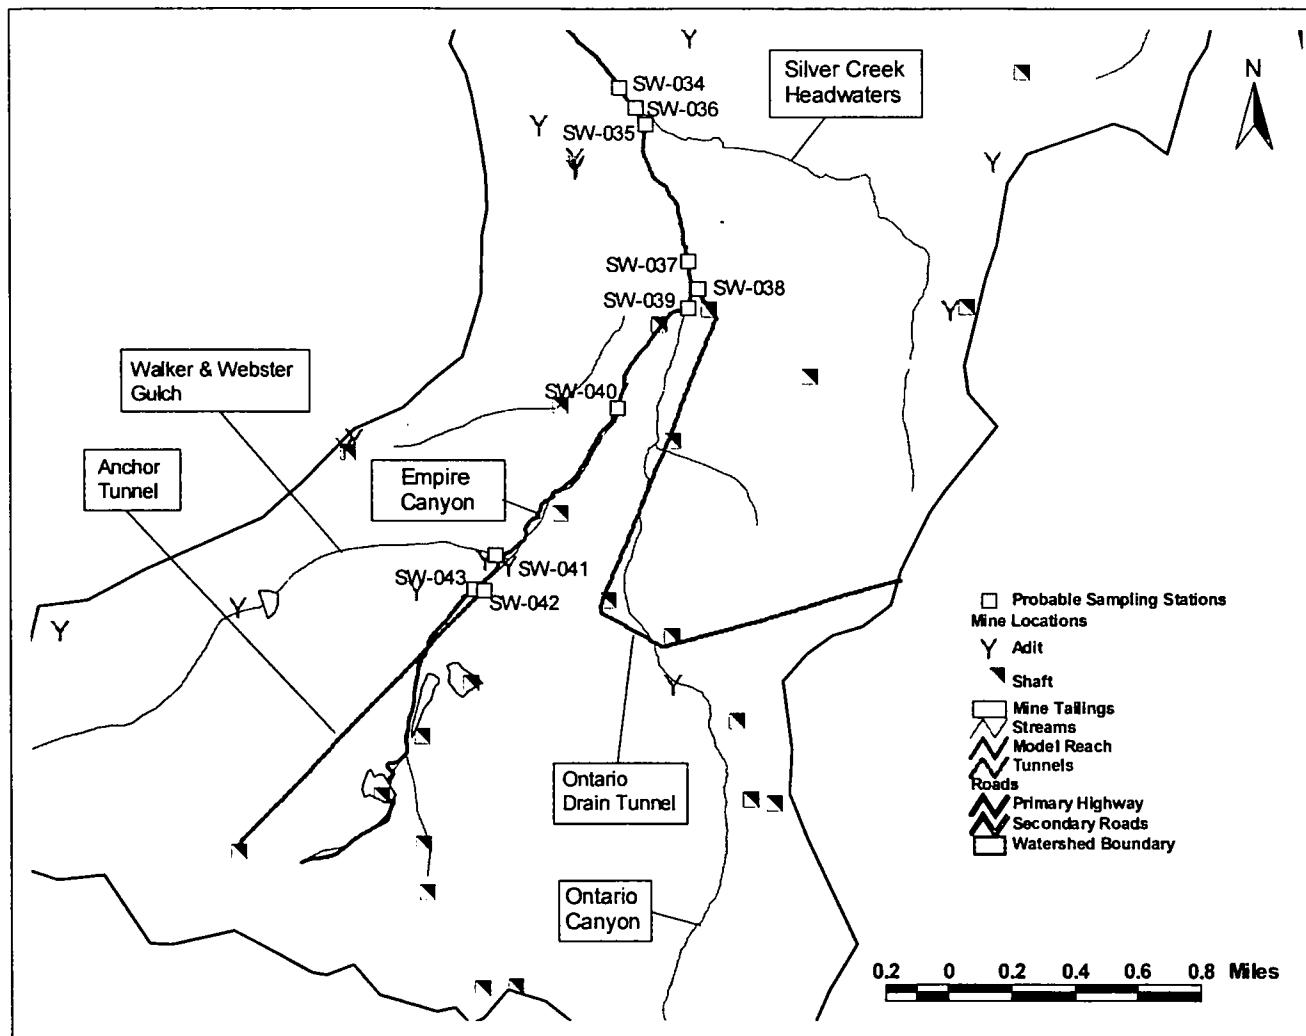 SW-034
SW-036
SW-035
Silver Creek
Headwaters
N
SW-037
SW-038
SW-039
Walker & Webster
Gulch
SW-040
Anchor
Tunnel
Empire
Canyon
SW-041
SW-043
SW-042
Probable Sampling Stations
Mine Locations
Adit
Shaft
Mine Tailings
Streams
Model Reach
Tunnels
Roads
Primary Highway
Secondary Roads
Watershed Boundary
Ontario
Drain Tunnel
Ontario
Canyon
0.2 0 0.2 0.4 0.6 0.8 Miles